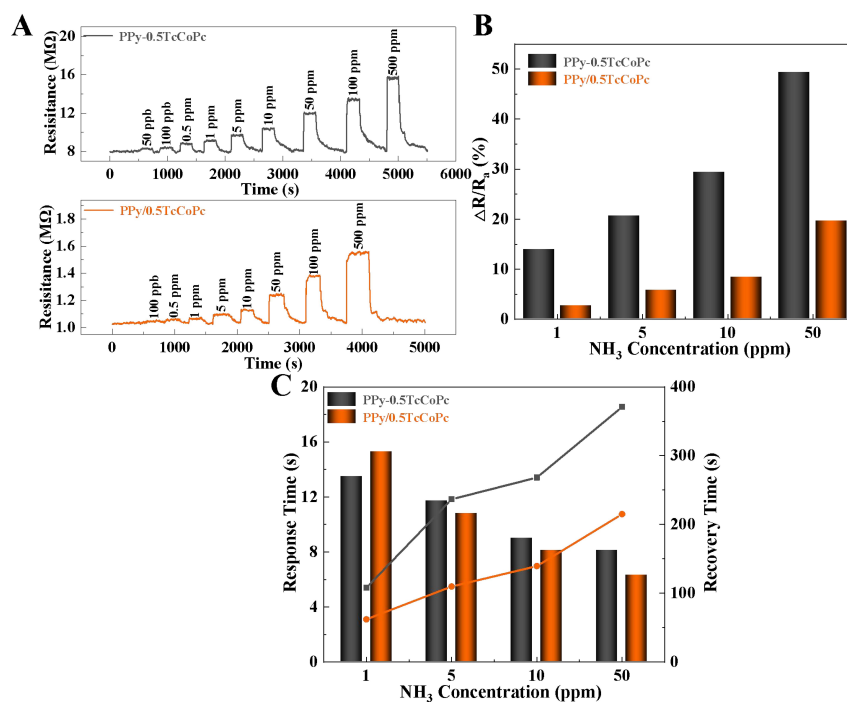 A
PPy-0.5TcCoPc
Resisitance (MΩ)
20
16
12
8
50 ppb
100 ppb
0.5 ppm
1 ppm
5 ppm
10 ppm
50 ppm
100 ppm
500 ppm
0 1000 2000 3000 4000 5000 6000
Time (s)
PPy/0.5TcCoPc
Resisitance (MΩ)
1.8
1.6
1.4
1.2
1.0
100 ppb
0.5 ppm
1 ppm
5 ppm
10 ppm
50 ppm
100 ppm
500 ppm
0 1000 2000 3000 4000 5000
Time (s)
B
PPy-0.5TcCoPc
PPy/0.5TcCoPc
△R/Rₐ (%)
50
40
30
20
10
0
1 5 10 50
NH₃ Concentration (ppm)
C
PPy-0.5TcCoPc
PPy/0.5TcCoPc
Response Time (s)
20
16
12
8
4
0
Recovery Time (s)
400
300
200
100
0
1 5 10 50
NH₃ Concentration (ppm)